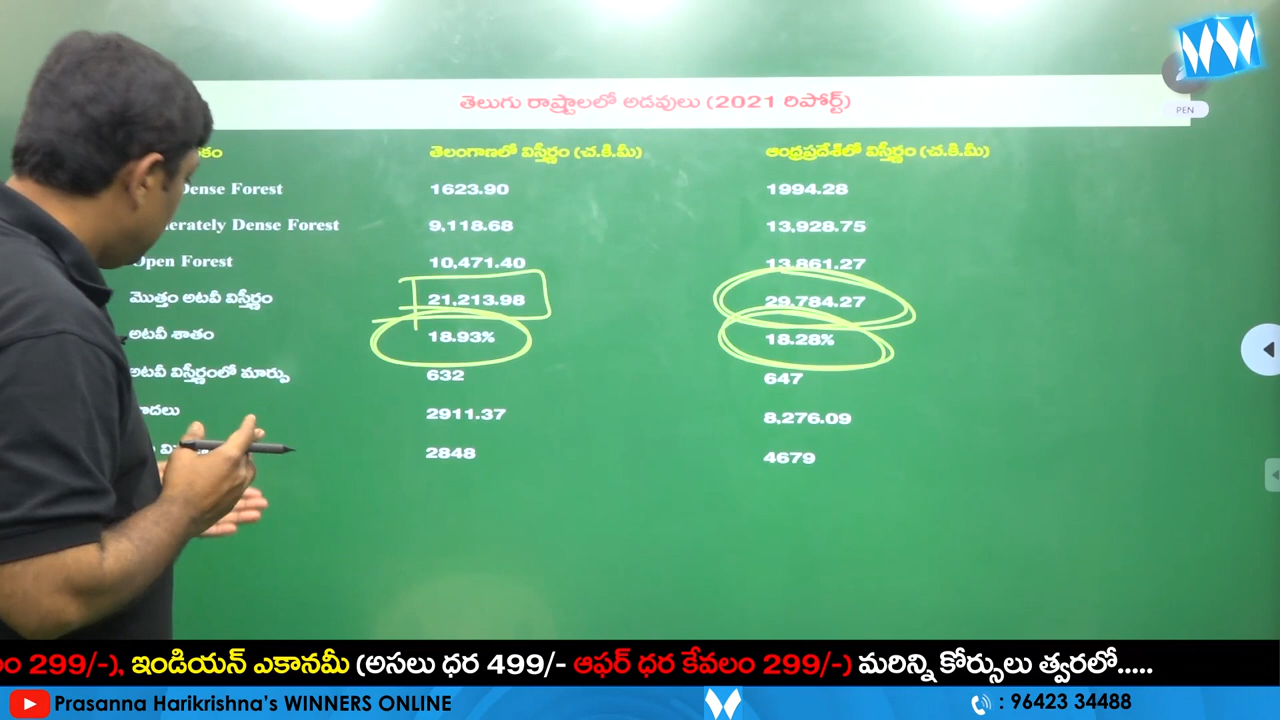 తెలుగు రాష్ట్రాలలో అడవులు (2021 రిపోర్ట్)
PEN
తెలంగాణలో విస్తీర్ణం (చ.కి.మీ) ఆంధ్రప్రదేశ్‌లో విస్తీర్ణం (చ.కి.మీ)
Dense Forest 1623.90 1994.28
Dense Forest 9,118.68 13,928.75
Open Forest 10,471.40 13,861.27
మొత్తం అటవీ విస్తీర్ణం 21,213.98 29,784.27
అటవీ శాతం 18.93% 18.28%
అటవీ విస్తీర్ణంలో మార్పు 632 647
2911.37 8,276.09
2848 4679
299/-), ఇండియన్ ఎకానమీ (అసలు ధర 499/- ఆఫర్ ధర కేవలం 299/-) మరిన్ని కోర్సులు త్వరలో.....
Prasanna Harikrishna's WINNERS ONLINE
: 96423 34488